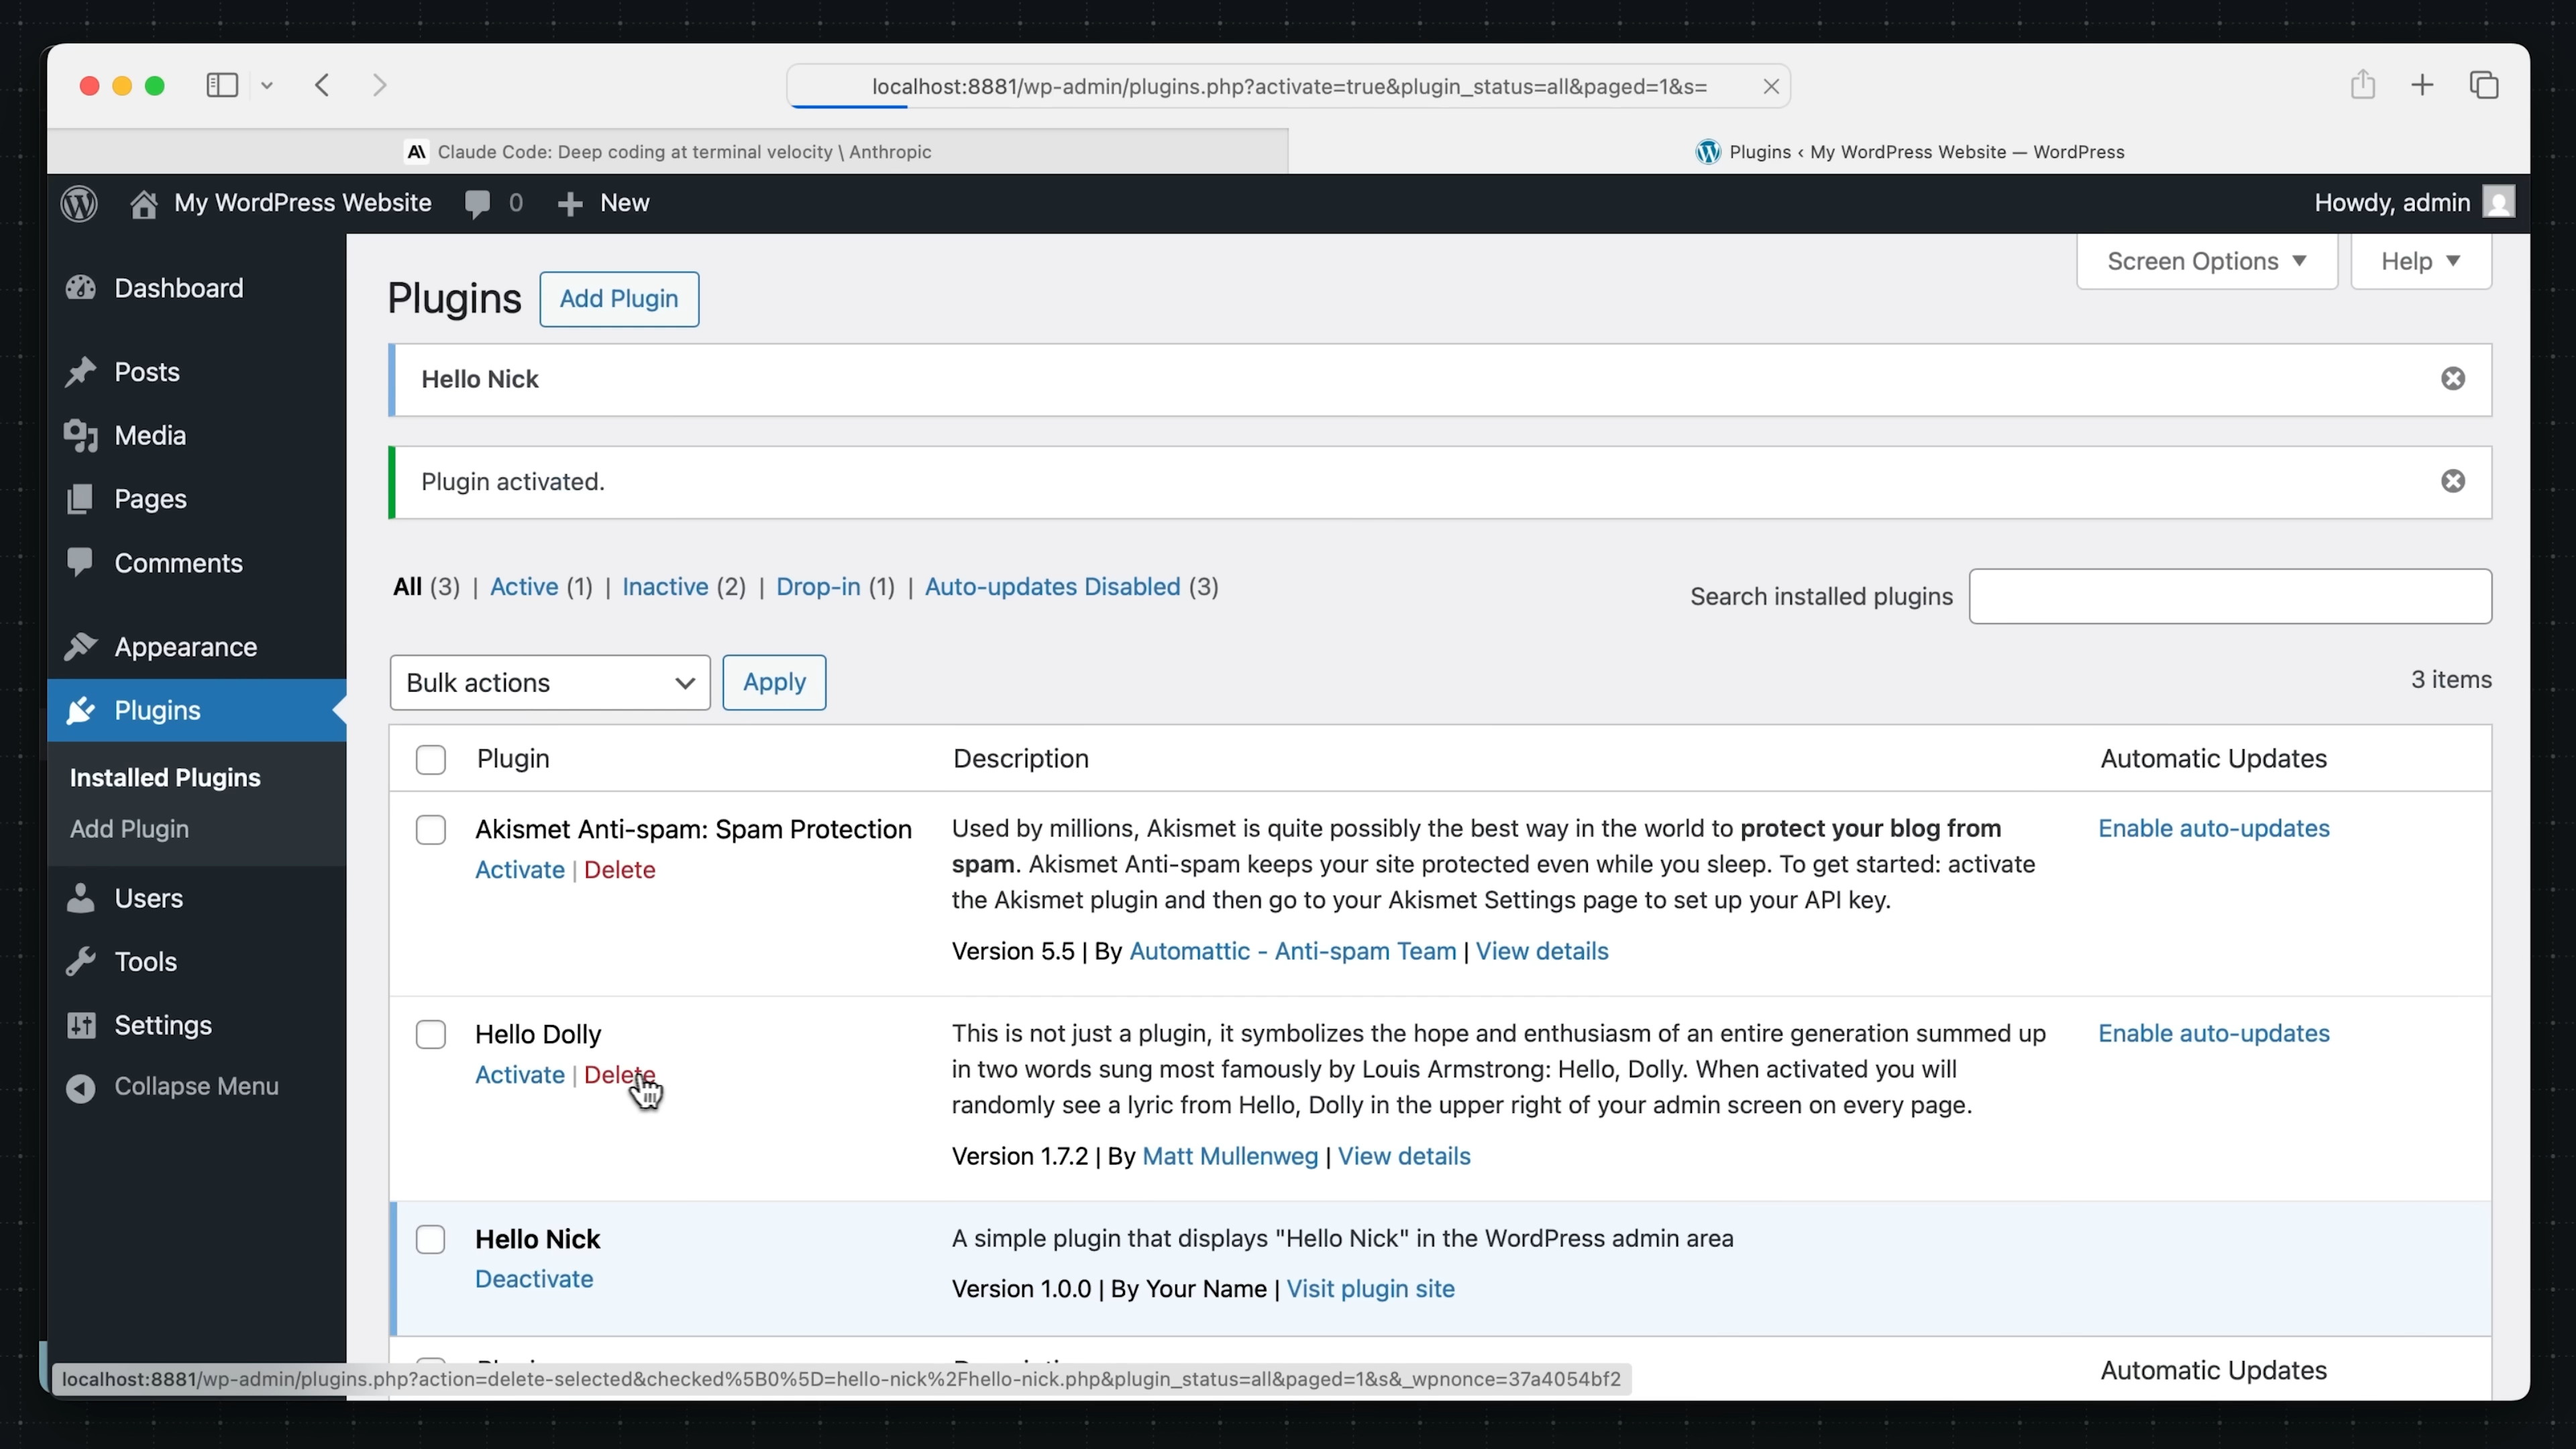 localhost:8881/wp-admin/plugins.php?activate=true&plugin_status=all&paged=1&s=
Claude Code: Deep coding at terminal velocity \ Anthropic
Plugins ‹ My WordPress Website — WordPress
My WordPress Website
0
New
Howdy, admin
Screen Options
Help
Dashboard
Posts
Media
Pages
Comments
Appearance
Plugins
Installed Plugins
Add Plugin
Users
Tools
Settings
Collapse Menu
Plugins
Add Plugin
Hello Nick
Plugin activated.
All (3) | Active (1) | Inactive (2) | Drop-in (1) | Auto-updates Disabled (3)
Search installed plugins
Bulk actions
Apply
3 items
Plugin
Description
Automatic Updates
Akismet Anti-spam: Spam Protection
Activate | Delete
Used by millions, Akismet is quite possibly the best way in the world to protect your blog from
spam. Akismet Anti-spam keeps your site protected even while you sleep. To get started: activate
the Akismet plugin and then go to your Akismet Settings page to set up your API key.
Version 5.5 | By Automattic - Anti-spam Team | View details
Enable auto-updates
Hello Dolly
Activate | Delete
This is not just a plugin, it symbolizes the hope and enthusiasm of an entire generation summed up
in two words sung most famously by Louis Armstrong: Hello, Dolly. When activated you will
randomly see a lyric from Hello, Dolly in the upper right of your admin screen on every page.
Version 1.7.2 | By Matt Mullenweg | View details
Enable auto-updates
Hello Nick
Deactivate
A simple plugin that displays "Hello Nick" in the WordPress admin area
Version 1.0.0 | By Your Name | Visit plugin site
Automatic Updates
localhost:8881/wp-admin/plugins.php?action=delete-selected&checked%5B0%5D=hello-nick%2Fhello-nick.php&plugin_status=all&paged=1&s&_wpnonce=37a4054bf2